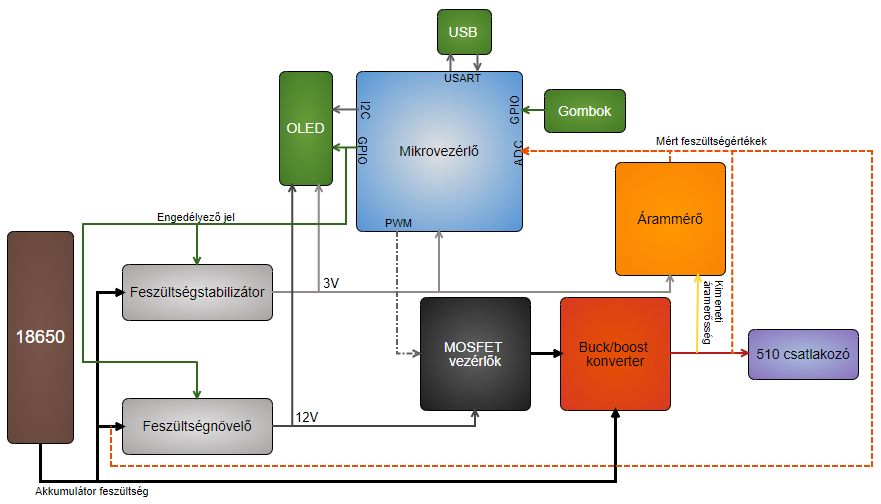 USB
USART
OLED
I2C
GPIO
Mikrovezérlő
GPIO
ADC
Gombok
PWM
Mért feszültségértékek
Árammérő
Engedélyező jel
18650
Feszültségstabilizátor
3V
Kimeneti
áramerősség
MOSFET
vezérlők
Buck/boost
konverter
510 csatlakozó
Feszültségnövelő
12V
Akkumulátor feszültség